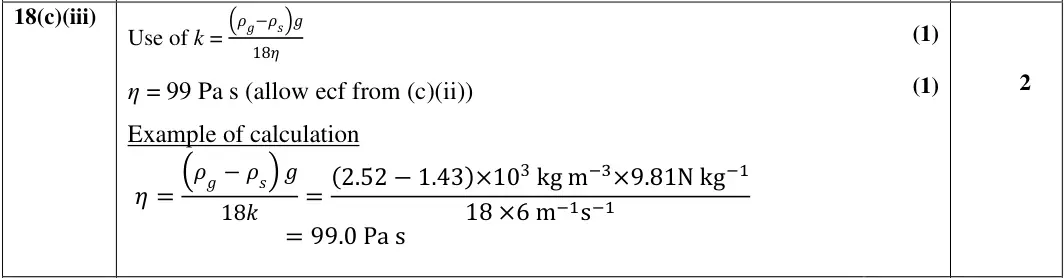 18(c)(iii)
Use of k = (ρg−ρs)g / 18η (1)
η = 99 Pa s (allow ecf from (c)(ii)) (1) 2
Example of calculation
η = (ρg − ρs) g / 18k = (2.52 − 1.43)×10³ kg m⁻³×9.81N kg⁻¹ / 18 ×6 m⁻¹s⁻¹
= 99.0 Pa s